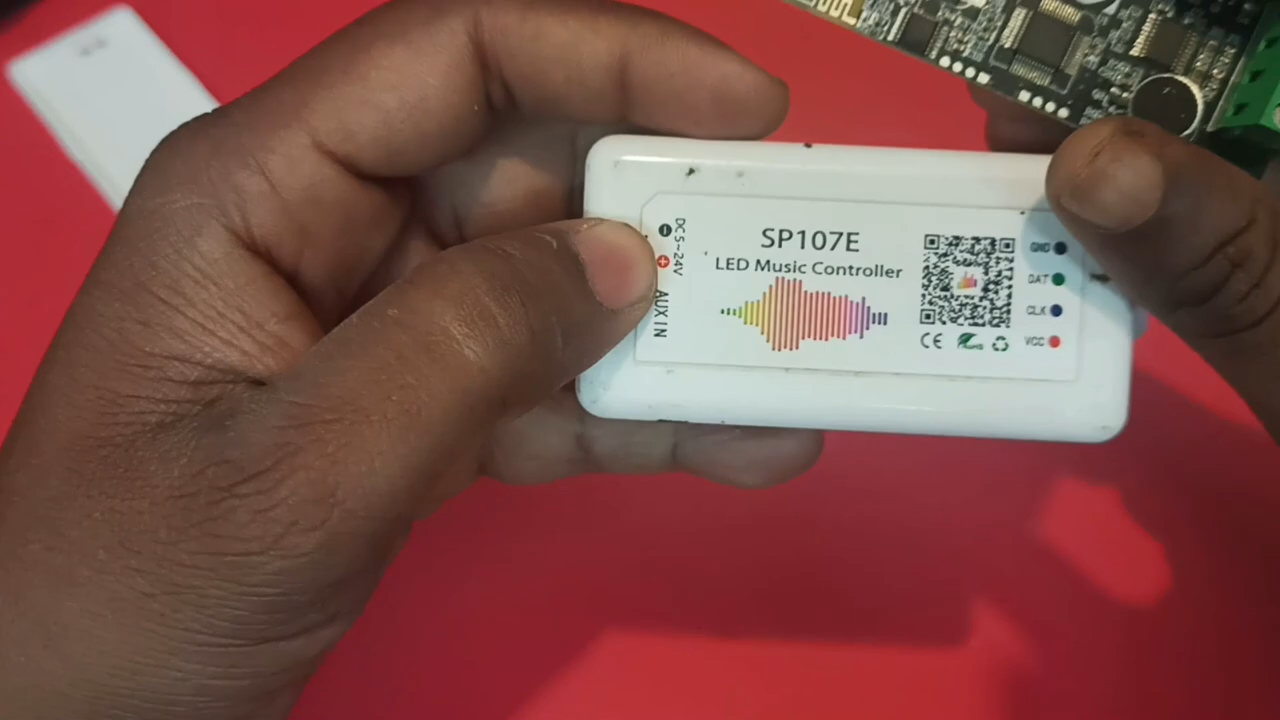 SP107E
LED Music Controller
DC 5~24V
AUX IN
GND
DAT
CLK
VCC
CE